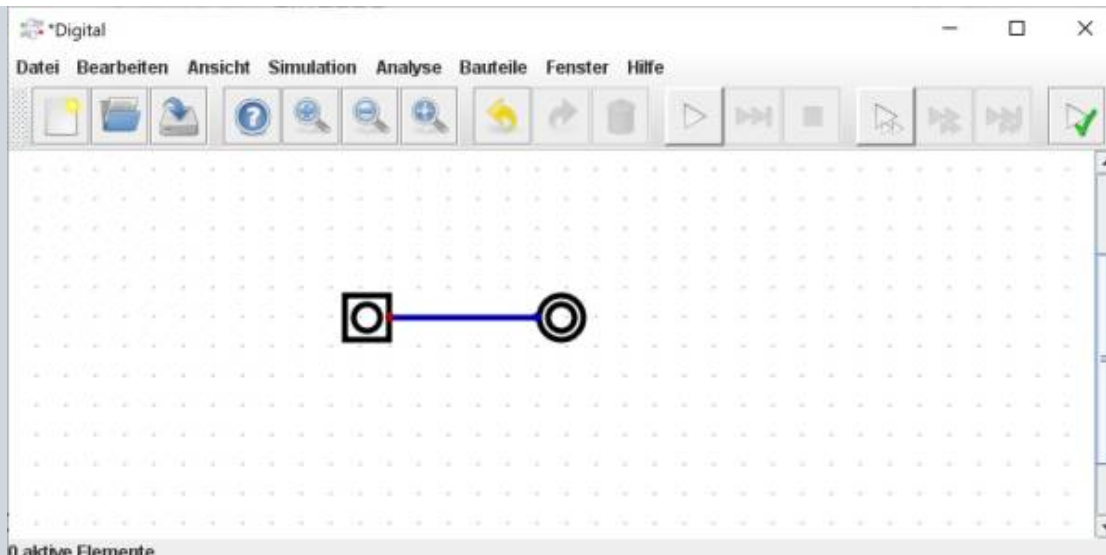 *Digital
Datei Bearbeiten Ansicht Simulation Analyse Bauteile Fenster Hilfe
0 aktive Elemente